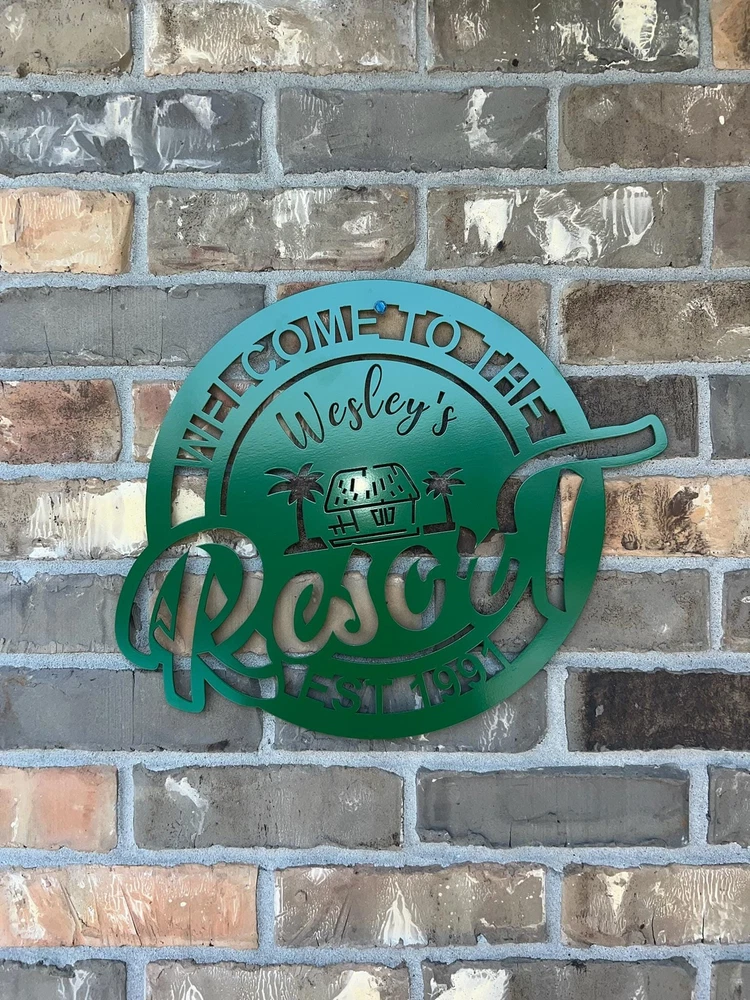 WELCOME TO THE
Wesley's
Resort
EST 1991